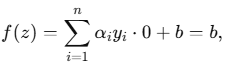 f(z) = \sum_{i=1}^{n} \alpha_i y_i \cdot 0 + b = b,